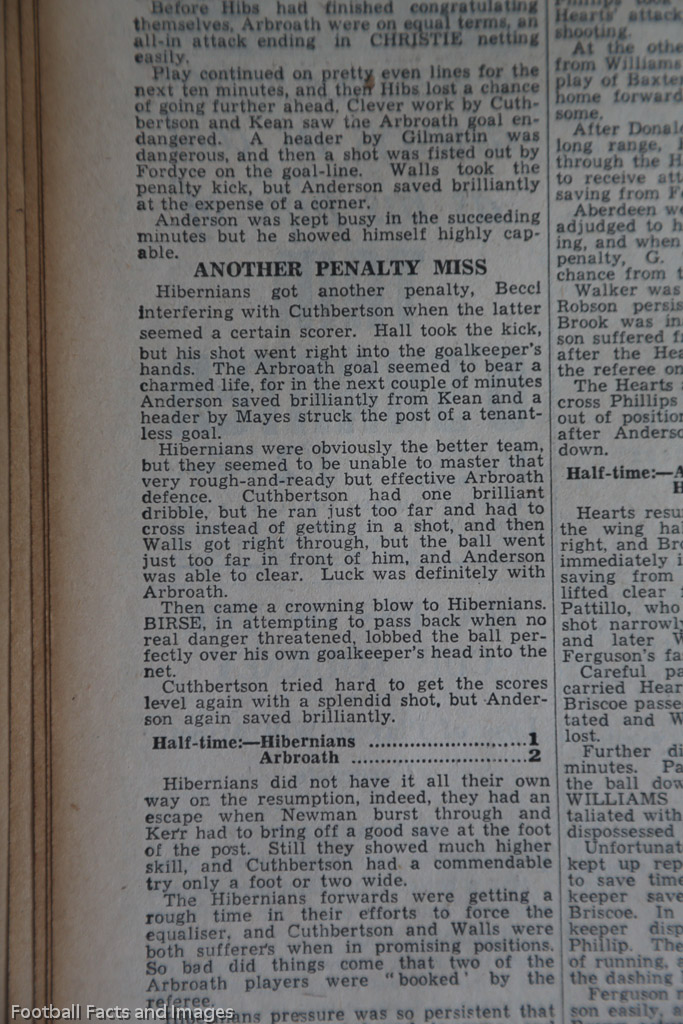 Before Hibs had finished congratulating
themselves, Arbroath were on equal terms, an
all-in attack ending in CHRISTIE netting
easily.
Play continued on pretty even lines for the
next ten minutes, and then Hibs lost a chance
of going further ahead. Clever work by Cuth-
bertson and Kean saw the Arbroath goal en-
dangered. A header by Gilmartin was
dangerous, and then a shot was fisted out by
Fordyce on the goal-line. Walls took the
penalty kick, but Anderson saved brilliantly
at the expense of a corner.
Anderson was kept busy in the succeeding
minutes but he showed himself highly cap-
able.
ANOTHER PENALTY MISS
Hibernians got another penalty, Becci
interfering with Cuthbertson when the latter
seemed a certain scorer. Hall took the kick,
but his shot went right into the goalkeeper's
hands. The Arbroath goal seemed to bear a
charmed life, for in the next couple of minutes
Anderson saved brilliantly from Kean and a
header by Mayes struck the post of a tenant-
less goal.
Hibernians were obviously the better team,
but they seemed to be unable to master that
very rough-and-ready but effective Arbroath
defence. Cuthbertson had one brilliant
dribble, but he ran just too far and had to
cross instead of getting in a shot, and then
Walls got right through, but the ball went
just too far in front of him, and Anderson
was able to clear. Luck was definitely with
Arbroath.
Then came a crowning blow to Hibernians.
BIRSE, in attempting to pass back when no
real danger threatened, lobbed the ball per-
fectly over his own goalkeeper's head into the
net.
Cuthbertson tried hard to get the scores
level again with a splendid shot, but Ander-
son again saved brilliantly.
Half-time:—Hibernians ............................1
Arbroath ...............................2
Hibernians did not have it all their own
way on the resumption, indeed, they had an
escape when Newman burst through and
Kerr had to bring off a good save at the foot
of the post. Still they showed much higher
skill, and Cuthbertson had a commendable
try only a foot or two wide.
The Hibernians forwards were getting a
rough time in their efforts to force the
equaliser, and Cuthbertson and Walls were
both sufferers when in promising positions.
So bad did things come that two of the
Arbroath players were "booked' by the
referee.
pressure was so persistent that
Hearts' attack
shooting.
At the othe
from Williams
play of Baxte
home forward
some.
After Donal
long range,
through the H
to receive att
saving from F
Aberdeen we
adjudged to h
ing, and when
penalty, G.
chance from t
Walker was
Robson persis
Brook was in
son suffered f
after the Hea
the referee on
The Hearts
cross Phillips
out of position
after Anderso
down.
Half-time:—A
H
Hearts resu
the wing ha
right, and Bro
immediately i
saving from
lifted clear
Pattillo, who
shot narrowly
and later W
Ferguson's fa
Careful pa
carried Hear
Briscoe passe
tated and W
lost.
Further di
minutes. Pa
the ball dow
WILLIAMS
taliated with
dispossessed
Unfortunat
kept up rep
to save time
keeper save
Briscoe. In
keeper disp
Phillip. The
of running, a
the dashing
Ferguson
son easily, a
Football Facts and Images